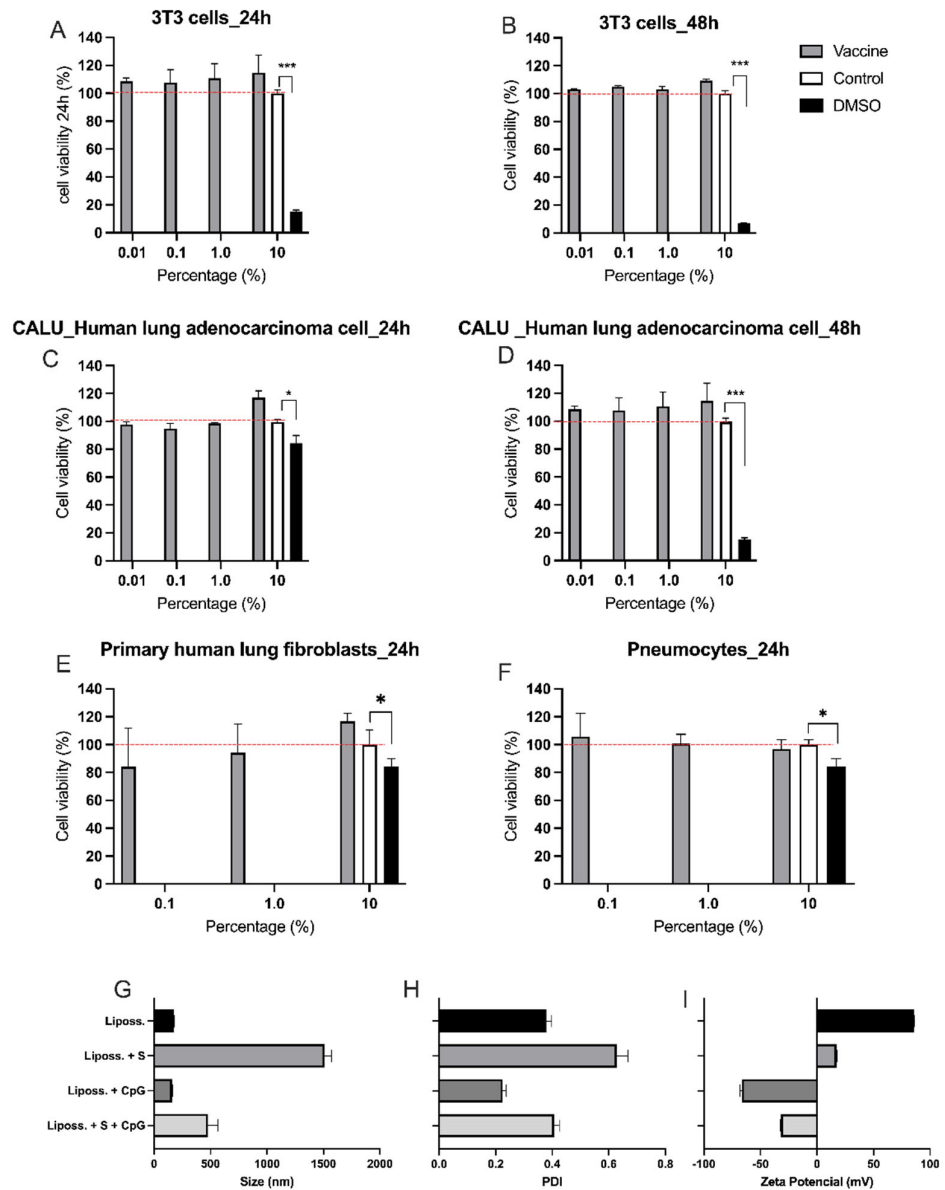 A
3T3 cells_24h
cell viability 24h (%)
140
120
100
80
60
40
20
0
***
0.01 0.1 1.0 10
Percentage (%)
B
3T3 cells_48h
Cell viability (%)
140
120
100
80
60
40
20
0
***
0.01 0.1 1.0 10
Percentage (%)
Vaccine
Control
DMSO
CALU_Human lung adenocarcinoma cell_24h
C
Cell viability (%)
140
120
100
80
60
40
20
0
*
0.01 0.1 1.0 10
Percentage (%)
CALU _Human lung adenocarcinoma cell_48h
D
Cell viability (%)
140
120
100
80
60
40
20
0
***
0.01 0.1 1.0 10
Percentage (%)
Primary human lung fibroblasts_24h
E
Cell viability (%)
140
120
100
80
60
40
20
0
*
0.1 1.0 10
Percentage (%)
Pneumocytes_24h
F
Cell viability (%)
140
120
100
80
60
40
20
0
*
0.1 1.0 10
Percentage (%)
G
Liposs.
Liposs. + S
Liposs. + CpG
Liposs. + S + CpG
0 500 1000 1500 2000
Size (nm)
H
0.0 0.2 0.4 0.6 0.8
PDI
I
-100 -50 0 50 100
Zeta Potencial (mV)